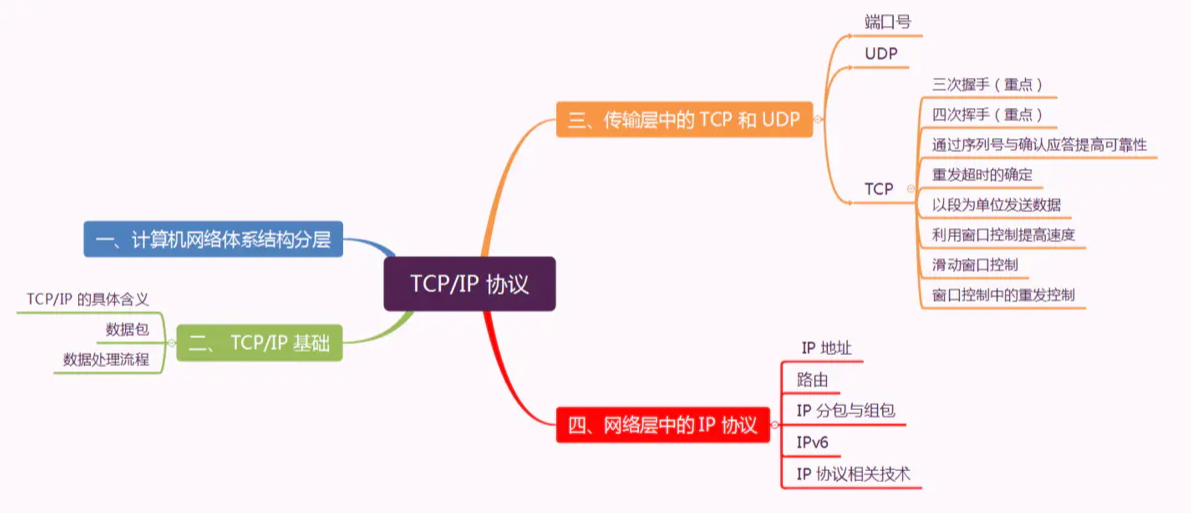 TCP/IP 协议
一、计算机网络体系结构分层
二、 TCP/IP 基础
TCP/IP 的具体含义
数据包
数据处理流程
三、传输层中的 TCP 和 UDP
端口号
UDP
TCP
三次握手（重点）
四次挥手（重点）
通过序列号与确认应答提高可靠性
重发超时的确定
以段为单位发送数据
利用窗口控制提高速度
滑动窗口控制
窗口控制中的重发控制
四、网络层中的 IP 协议
IP 地址
路由
IP 分包与组包
IPv6
IP 协议相关技术